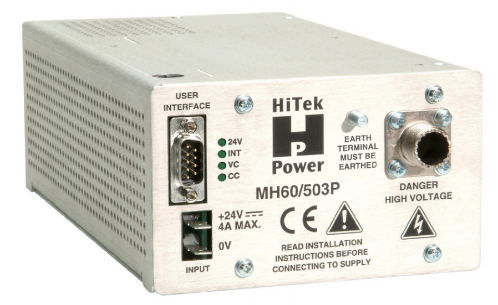 USER
INTERFACE
24V
INT
VC
CC
+24V
4A MAX.
0V
INPUT
HiTek
Hp
Power
MH60/503P
CE
READ INSTALLATION
INSTRUCTIONS BEFORE
CONNECTING TO SUPPLY
EARTH
TERMINAL
MUST BE
EARTHED
DANGER
HIGH VOLTAGE